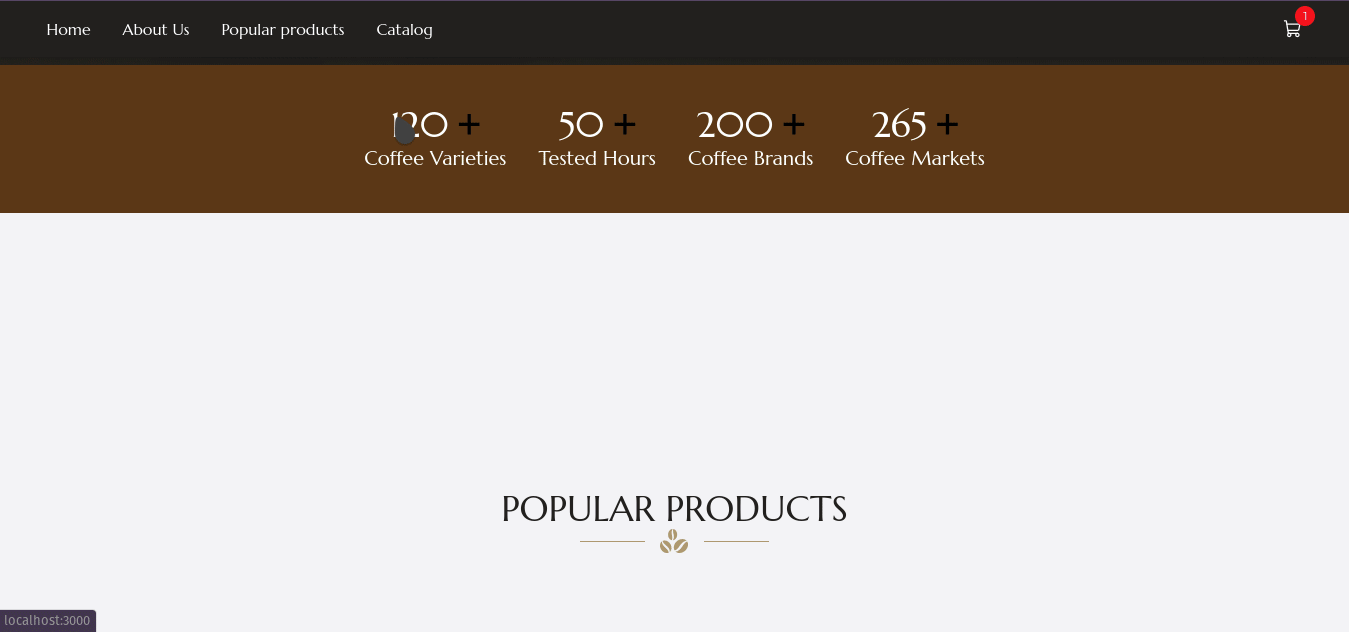 Home About Us Popular products Catalog 1
120 + 50 + 200 + 265 +
Coffee Varieties Tested Hours Coffee Brands Coffee Markets
POPULAR PRODUCTS
localhost:3000